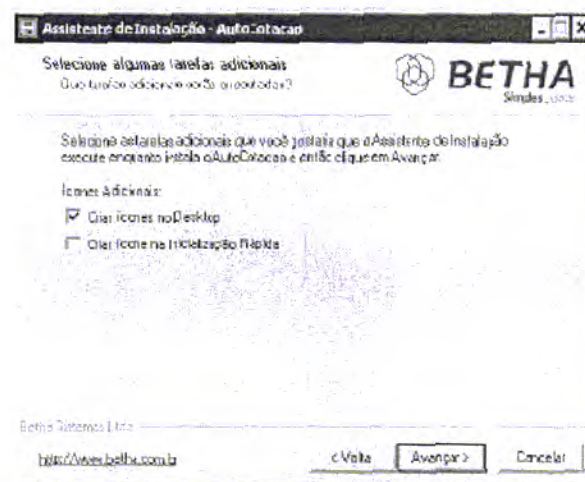 Assistente de Instalação - AutoCotacao
Selecione algumas tarefas adicionais
Que tarefas adicionais serão executadas?
BETHA
Simples
Selecione as tarefas adicionais que você gostaria que o Assistente de Instalação
execute enquanto instala o AutoCotacao e então clique em Avançar.
Ícones Adicionais:
Criar ícones no Desktop
Criar ícone na Inicialização Rápida
Betha Sistemas Ltda
http://www.betha.com.br
< Volta
Avançar >
Cancelar